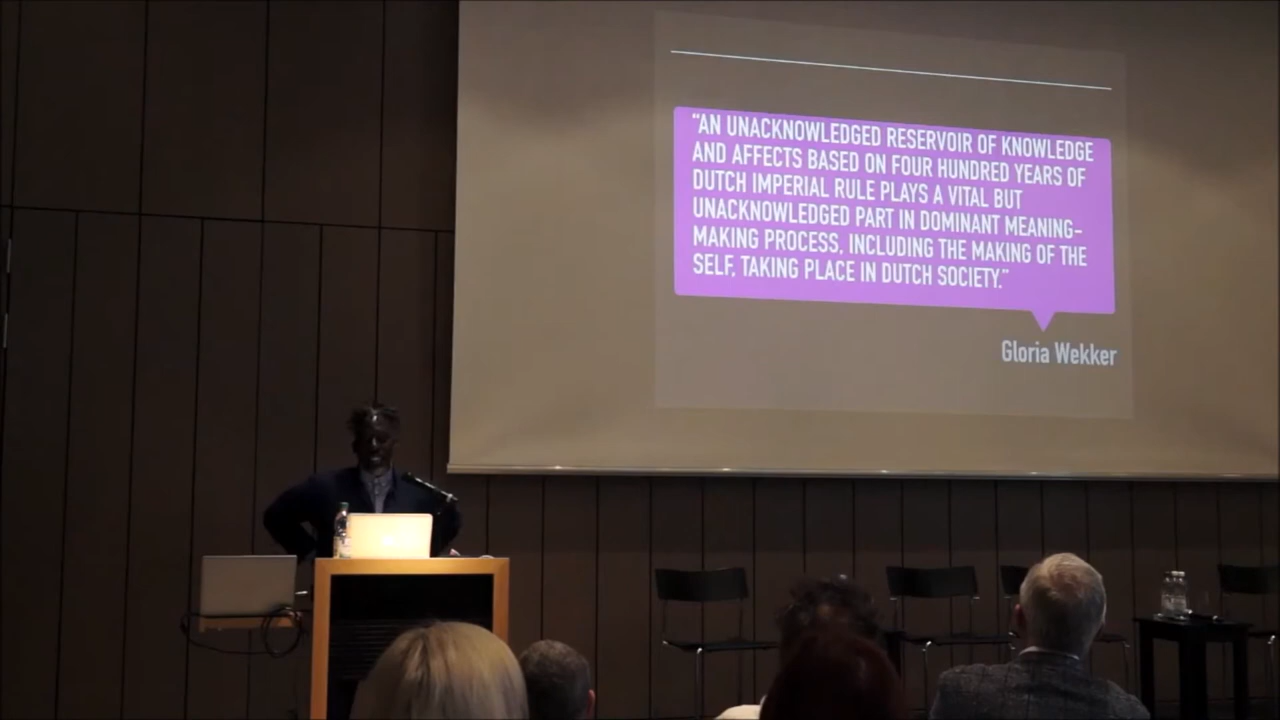 “AN UNACKNOWLEDGED RESERVOIR OF KNOWLEDGE
AND AFFECTS BASED ON FOUR HUNDRED YEARS OF
DUTCH IMPERIAL RULE PLAYS A VITAL BUT
UNACKNOWLEDGED PART IN DOMINANT MEANING-
MAKING PROCESS, INCLUDING THE MAKING OF THE
SELF, TAKING PLACE IN DUTCH SOCIETY.”
Gloria Wekker